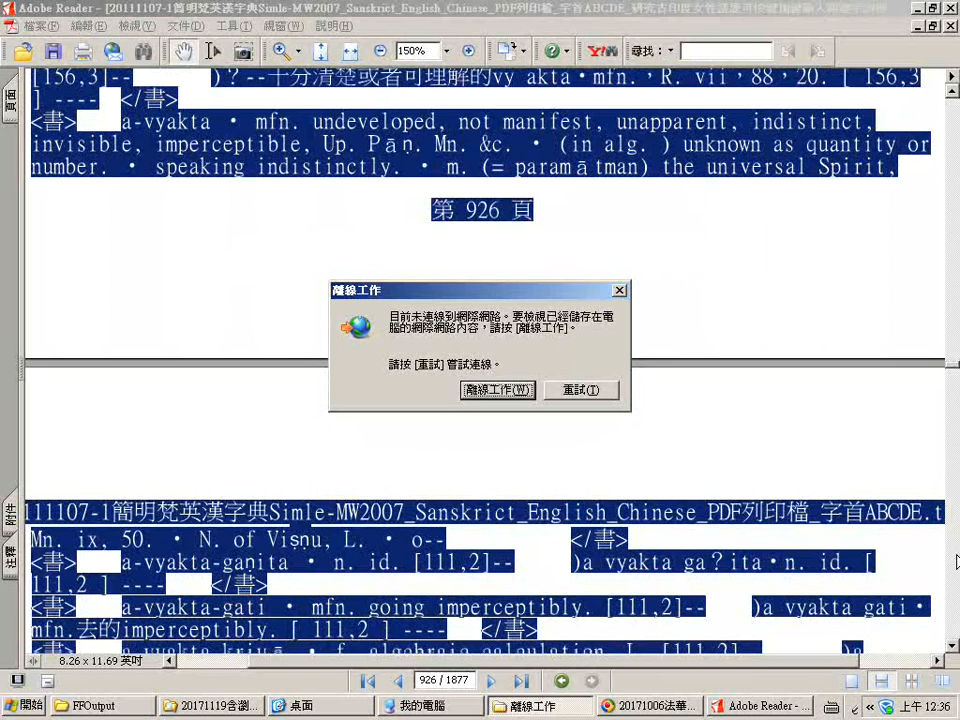 Adobe Reader - [20111107-1簡明梵英漢字典Simle-MW2007_Sanskrict_English_Chinese_PDF列印檔_字首ABCDE
檔案(F) 編輯(E) 檢視(V) 文件(D) 工具(T) 視窗(W) 說明(H)
150% Y! 尋找:
頁面
[156,3]-- )？--十分清楚或者可理解的vy akta‧mfn.，R. vii，88，20. [ 156,3
] ---- </書>
<書> a-vyakta ‧ mfn. undeveloped, not manifest, unapparent, indistinct,
invisible, imperceptible, Up. Pāṇ. Mn. &c. ‧ (in alg. ) unknown as quantity or
number. ‧ speaking indistinctly. ‧ m. (= paramātman) the universal Spirit,
第 926 頁
離線工作
目前未連線到網際網路。要檢視已經儲存在電
腦的網際網路內容，請按 [離線工作]。
請按 [重試] 嘗試連線。
離線工作(W) 重試(T)
附件
註釋
111107-1簡明梵英漢字典Simle-MW2007_Sanskrict_English_Chinese_PDF列印檔_字首ABCDE.t
Mn. ix, 50. ‧ N. of Viṣṇu, L. ‧ o-- </書>
<書> a-vyakta-gaṇita ‧ n. id. [111,2]-- )a vyakta ga？ita‧n. id. [
111,2 ] ---- </書>
<書> a-vyakta-gati ‧ mfn. going imperceptibly. [111,2]-- )a vyakta gati‧
mfn.去的imperceptibly. [ 111,2 ] ---- </書>
8.26 x 11.69 英吋
926 / 1877
開始 FFOutput 20171119含瀏... 桌面 我的電腦 離線工作 20171006法華... Adobe Reader -... 上午 12:36